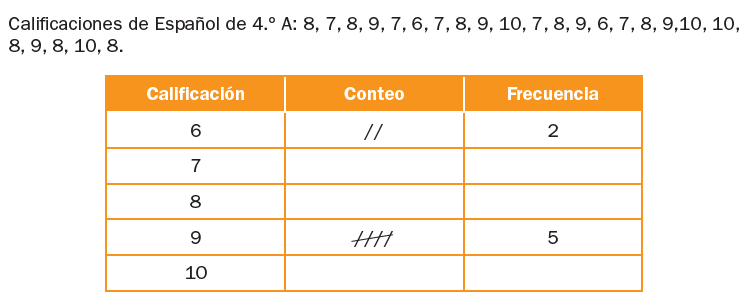 Calificaciones de Español de 4.º A: 8, 7, 8, 9, 7, 6, 7, 8, 9, 10, 7, 8, 9, 6, 7, 8, 9,10, 10,
8, 9, 8, 10, 8.
Calificación Conteo Frecuencia
6 // 2
7
8
9 //// 5
10